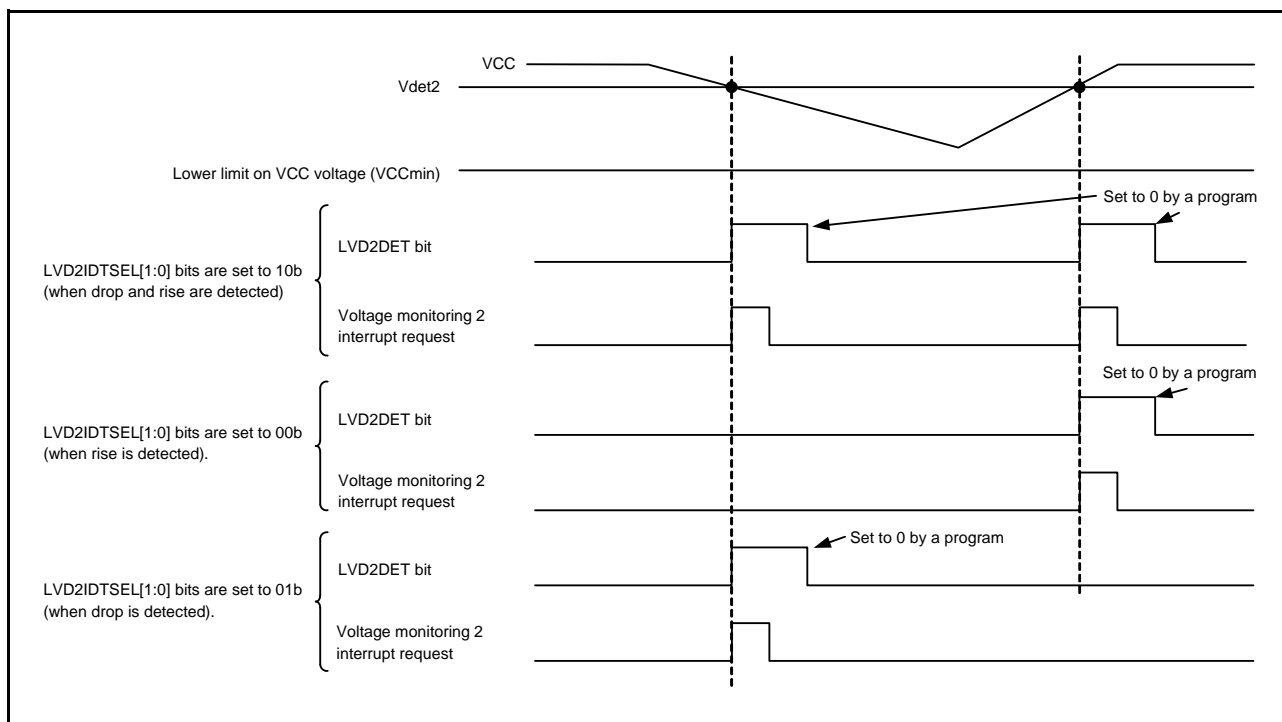 VCC
Vdet2
Lower limit on VCC voltage (VCCmin)
Set to 0 by a program
LVD2DET bit
LVD2IDTSEL[1:0] bits are set to 10b
(when drop and rise are detected)
Voltage monitoring 2
interrupt request
Set to 0 by a program
LVD2DET bit
LVD2IDTSEL[1:0] bits are set to 00b
(when rise is detected).
Voltage monitoring 2
interrupt request
Set to 0 by a program
LVD2DET bit
LVD2IDTSEL[1:0] bits are set to 01b
(when drop is detected).
Voltage monitoring 2
interrupt request